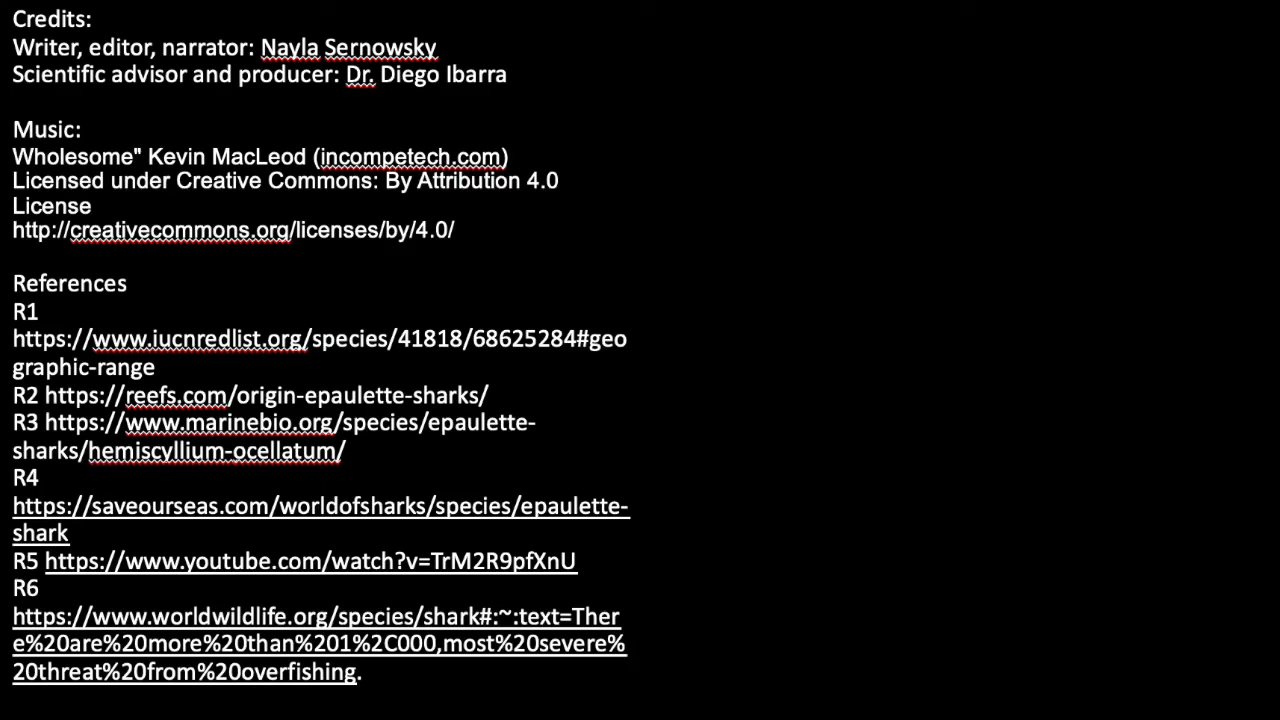 Credits:
Writer, editor, narrator: Nayla Sernowsky
Scientific advisor and producer: Dr. Diego Ibarra
Music:
Wholesome" Kevin MacLeod (incompetech.com)
Licensed under Creative Commons: By Attribution 4.0
License
http://creativecommons.org/licenses/by/4.0/
References
R1
https://www.iucnredlist.org/species/41818/68625284#geo
graphic-range
R2 https://reefs.com/origin-epaulette-sharks/
R3 https://www.marinebio.org/species/epaulette-
sharks/hemiscyllium-ocellatum/
R4
https://saveourseas.com/worldofsharks/species/epaulette-
shark
R5 https://www.youtube.com/watch?v=TrM2R9pfXnU
R6
https://www.worldwildlife.org/species/shark#:~:text=Ther
e%20are%20more%20than%201%2C000,most%20severe%
20threat%20from%20overfishing.